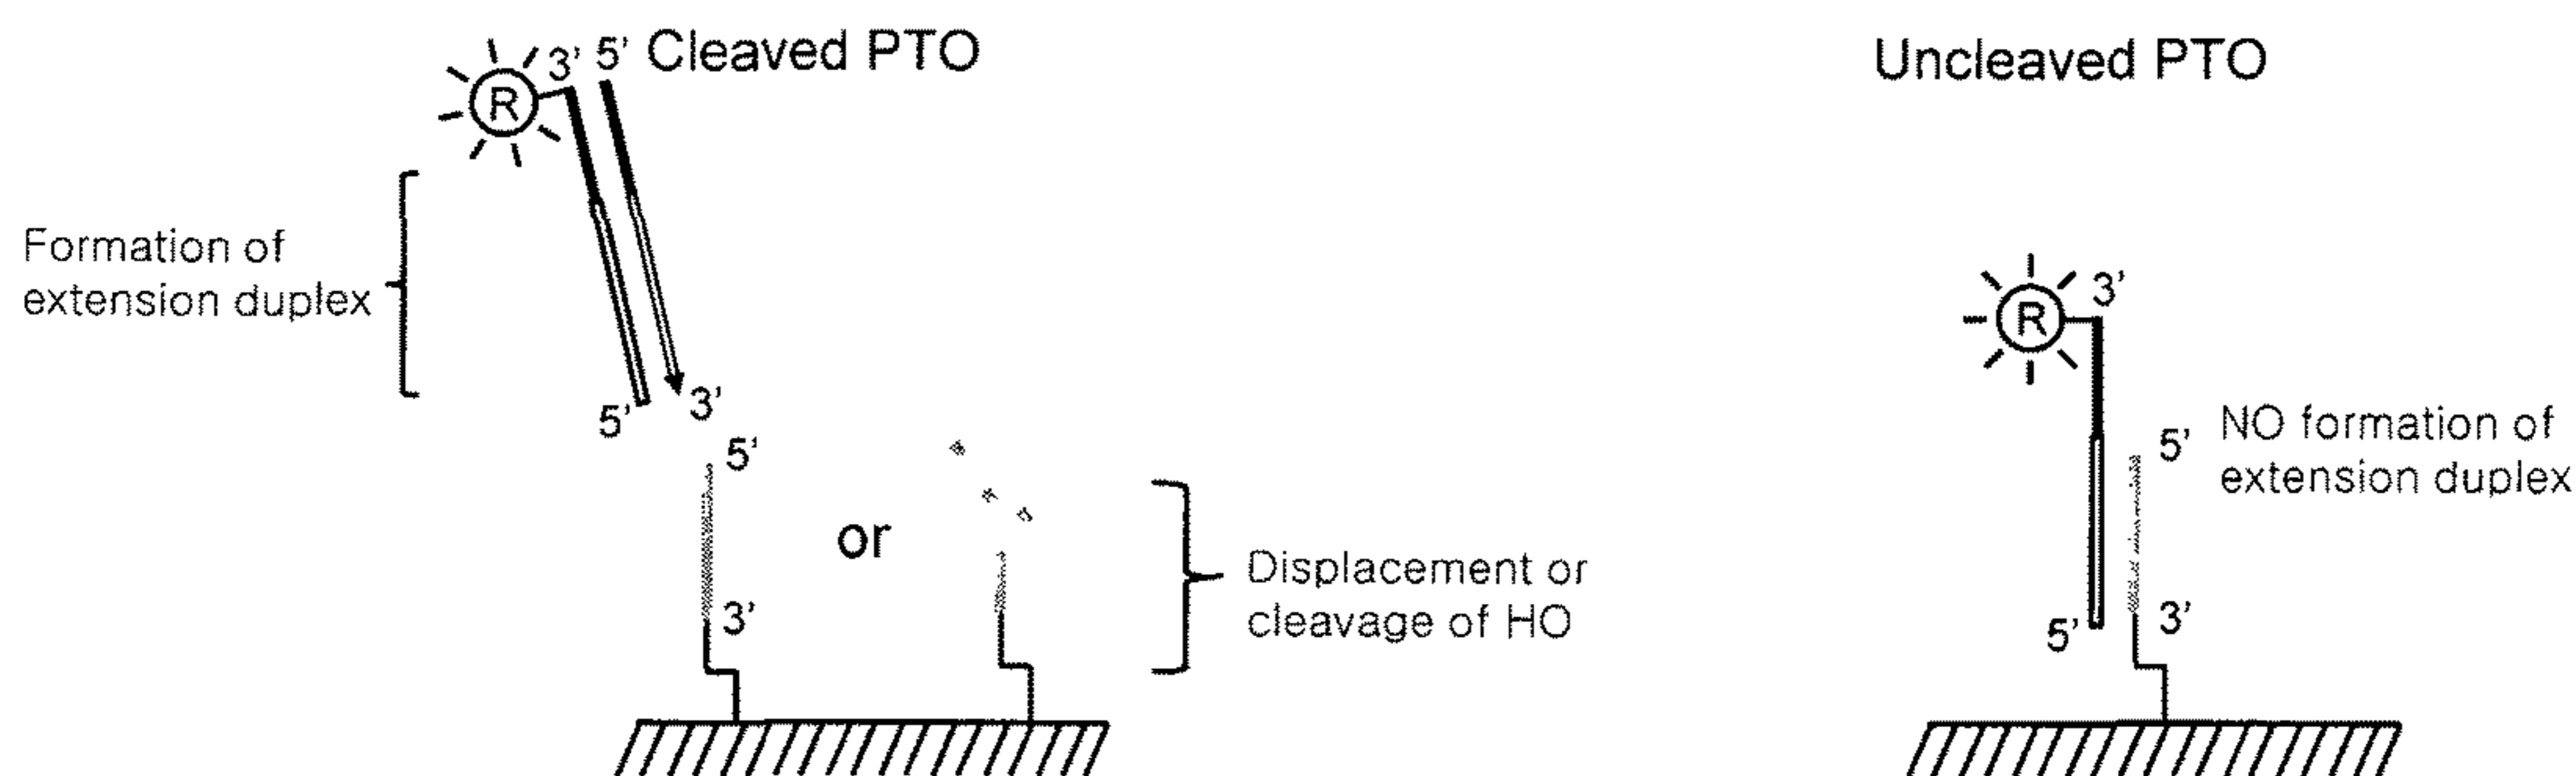 3' 5' Cleaved PTO
R
Formation of
extension duplex
5' 3'
5'
or
3'
Displacement or
cleavage of HO
Uncleaved PTO
3'
R
5'
NO formation of
extension duplex
5' 3'